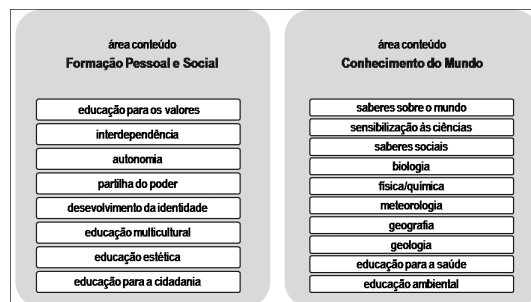 área conteúdo
Formação Pessoal e Social
educação para os valores
interdependência
autonomia
partilha do poder
desevolvimento da identidade
educação multicultural
educação estética
educação para a cidadania
área conteúdo
Conhecimento do Mundo
saberes sobre o mundo
sensibilização às ciências
saberes sociais
biologia
física/química
meteorologia
geografia
geologia
educação para a saúde
educação ambiental